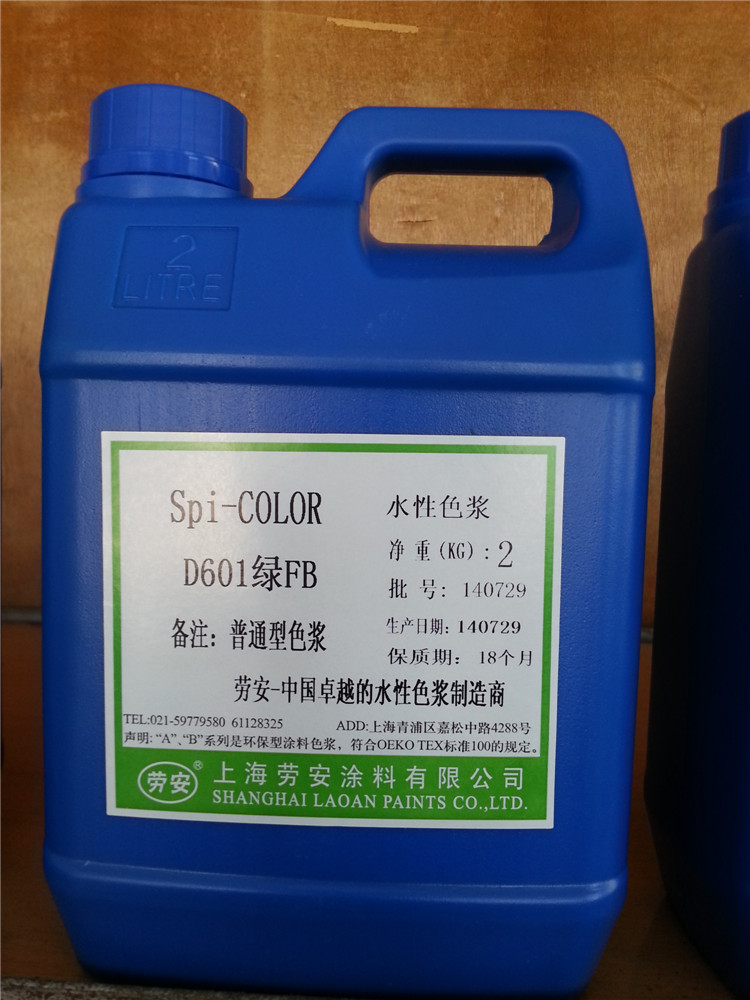 2
LITRE
Spi-COLOR
水性色浆
D601绿FB
净 重(KG):2
批 号: 140729
备注: 普通型色浆
生产日期: 140729
保质期: 18个月
劳安-中国卓越的水性色浆制造商
TEL:021-59779580 61128325 ADD:上海青浦区嘉松中路4288号
声明: “A”、“B”系列是环保型涂料色浆，符合OEKO TEX标准100的规定。
劳安® 上海劳安涂料有限公司
SHANGHAI LAOAN PAINTS CO.,LTD.